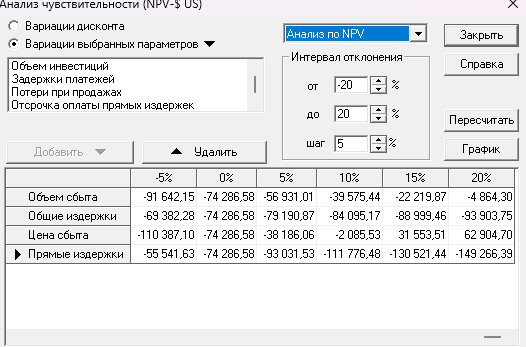 Анализ чувствительности (NPV-$ US)
Вариации дисконта
Вариации выбранных параметров
Объем инвестиций
Задержки платежей
Потери при продажах
Отсрочка оплаты прямых издержек
Анализ по NPV
Интервал отклонения
от -20 %
до 20 %
шаг 5 %
Закрыть
Справка
Пересчитать
График
Добавить
Удалить
-5% 0% 5% 10% 15% 20%
Объем сбыта -91 642,15 -74 286,58 -56 931,01 -39 575,44 -22 219,87 -4 864,30
Общие издержки -69 382,28 -74 286,58 -79 190,87 -84 095,17 -88 999,46 -93 903,75
Цена сбыта -110 387,10 -74 286,58 -38 186,06 -2 085,53 31 553,51 62 904,70
Прямые издержки -55 541,63 -74 286,58 -93 031,53 -111 776,48 -130 521,44 -149 266,39